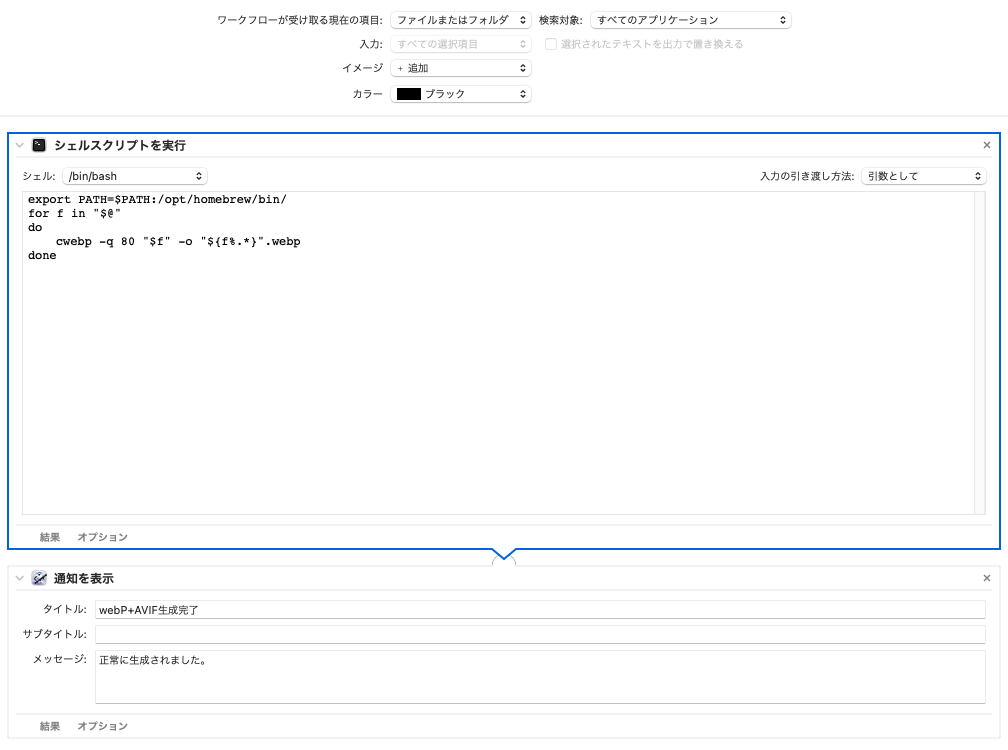 ワークフローが受け取る現在の項目: ファイルまたはフォルダ 検索対象: すべてのアプリケーション
入力: すべての選択項目 選択されたテキストを出力で置き換える
イメージ + 追加
カラー ブラック
シェルスクリプトを実行
シェル: /bin/bash 入力の引き渡し方法: 引数として
export PATH=$PATH:/opt/homebrew/bin/
for f in "$@"
do
    cwebp -q 80 "$f" -o "${f%.*}".webp
done
結果 オプション
通知を表示
タイトル: webP+AVIF生成完了
サブタイトル:
メッセージ: 正常に生成されました。
結果 オプション